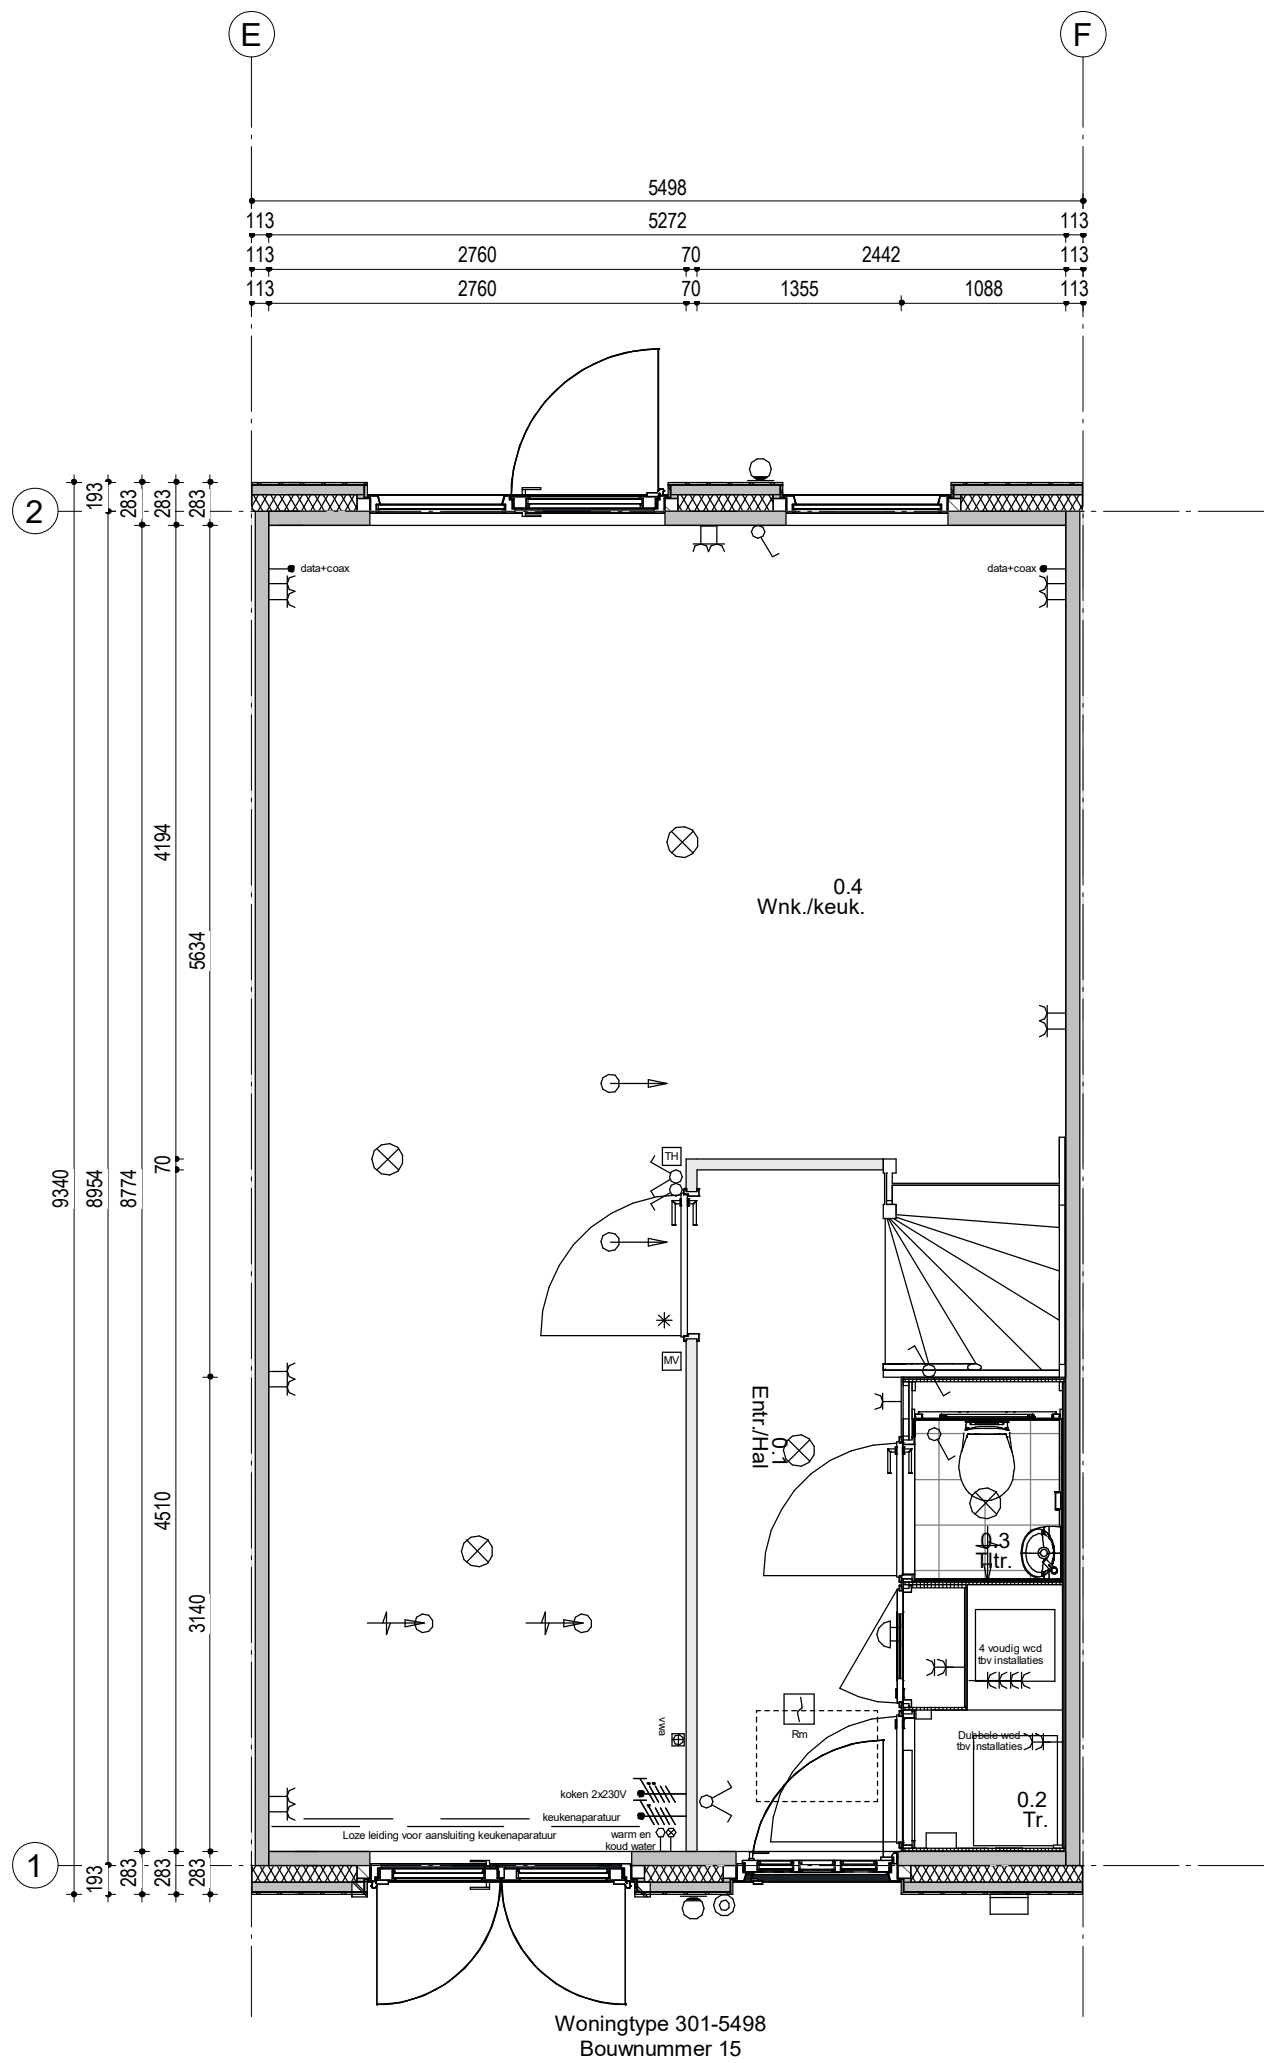 E
F
5498
113
5272
113
113
2760
70
2442
113
113
2760
70
1355
1088
113
2
193
283
283
283
data+coax
data+coax
4194
0.4
Wnk./keuk.
5634
TH
70
9340
8954
8774
MV
0.1
Entr./Hal
4510
0.3
Tltr.
3140
4 voudig wcd
tbv installaties
vwa
Rm
Dubbele wcd
tbv installaties
koken 2x230V
0.2
Tr.
keukenaparatuur
Loze leiding voor aansluiting keukenaparatuur
warm en
koud water
1
193
283
283
283
Woningtype 301-5498
Bouwnummer 15